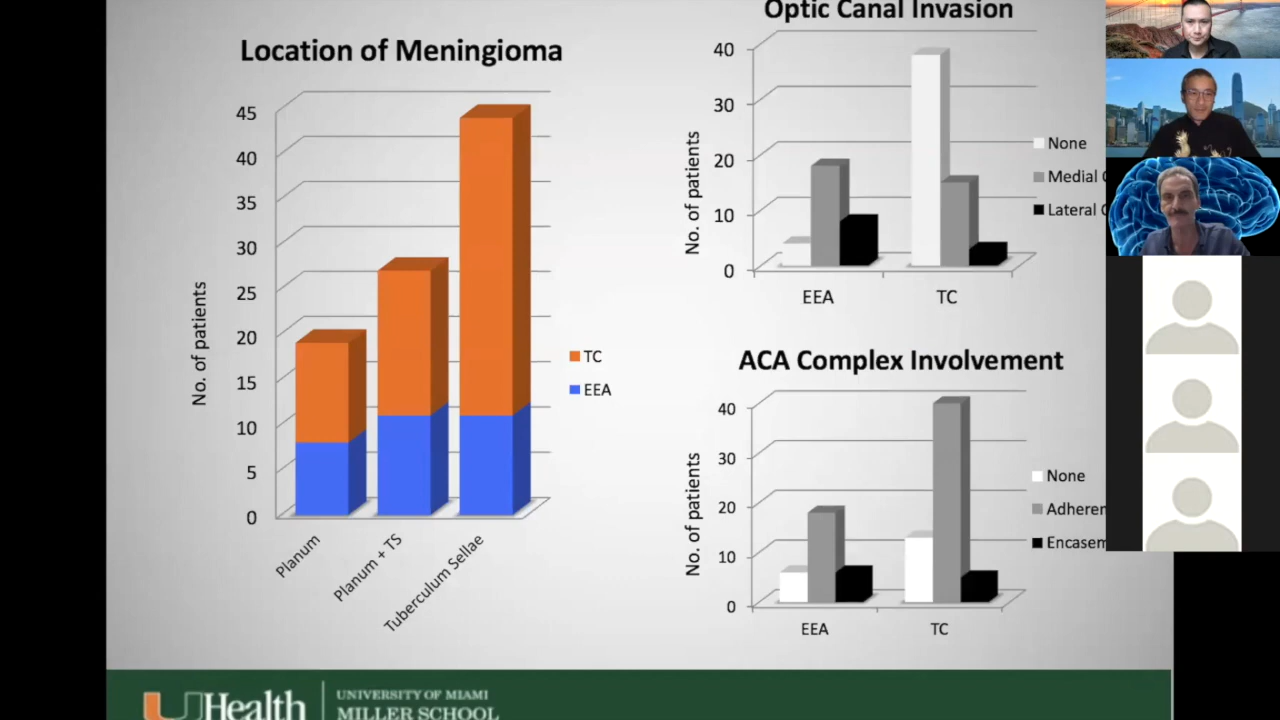 Location of Meningioma
45
40
35
30
25
20
15
10
5
0
No. of patients
Planum
Planum + TS
Tuberculum Sellae
TC
EEA
Optic Canal Invasion
40
30
20
10
0
No. of patients
EEA
TC
None
Medial
Lateral
ACA Complex Involvement
40
30
20
10
0
No. of patients
EEA
TC
None
Adheren
Encasem
UHealth
UNIVERSITY OF MIAMI
MILLER SCHOOL